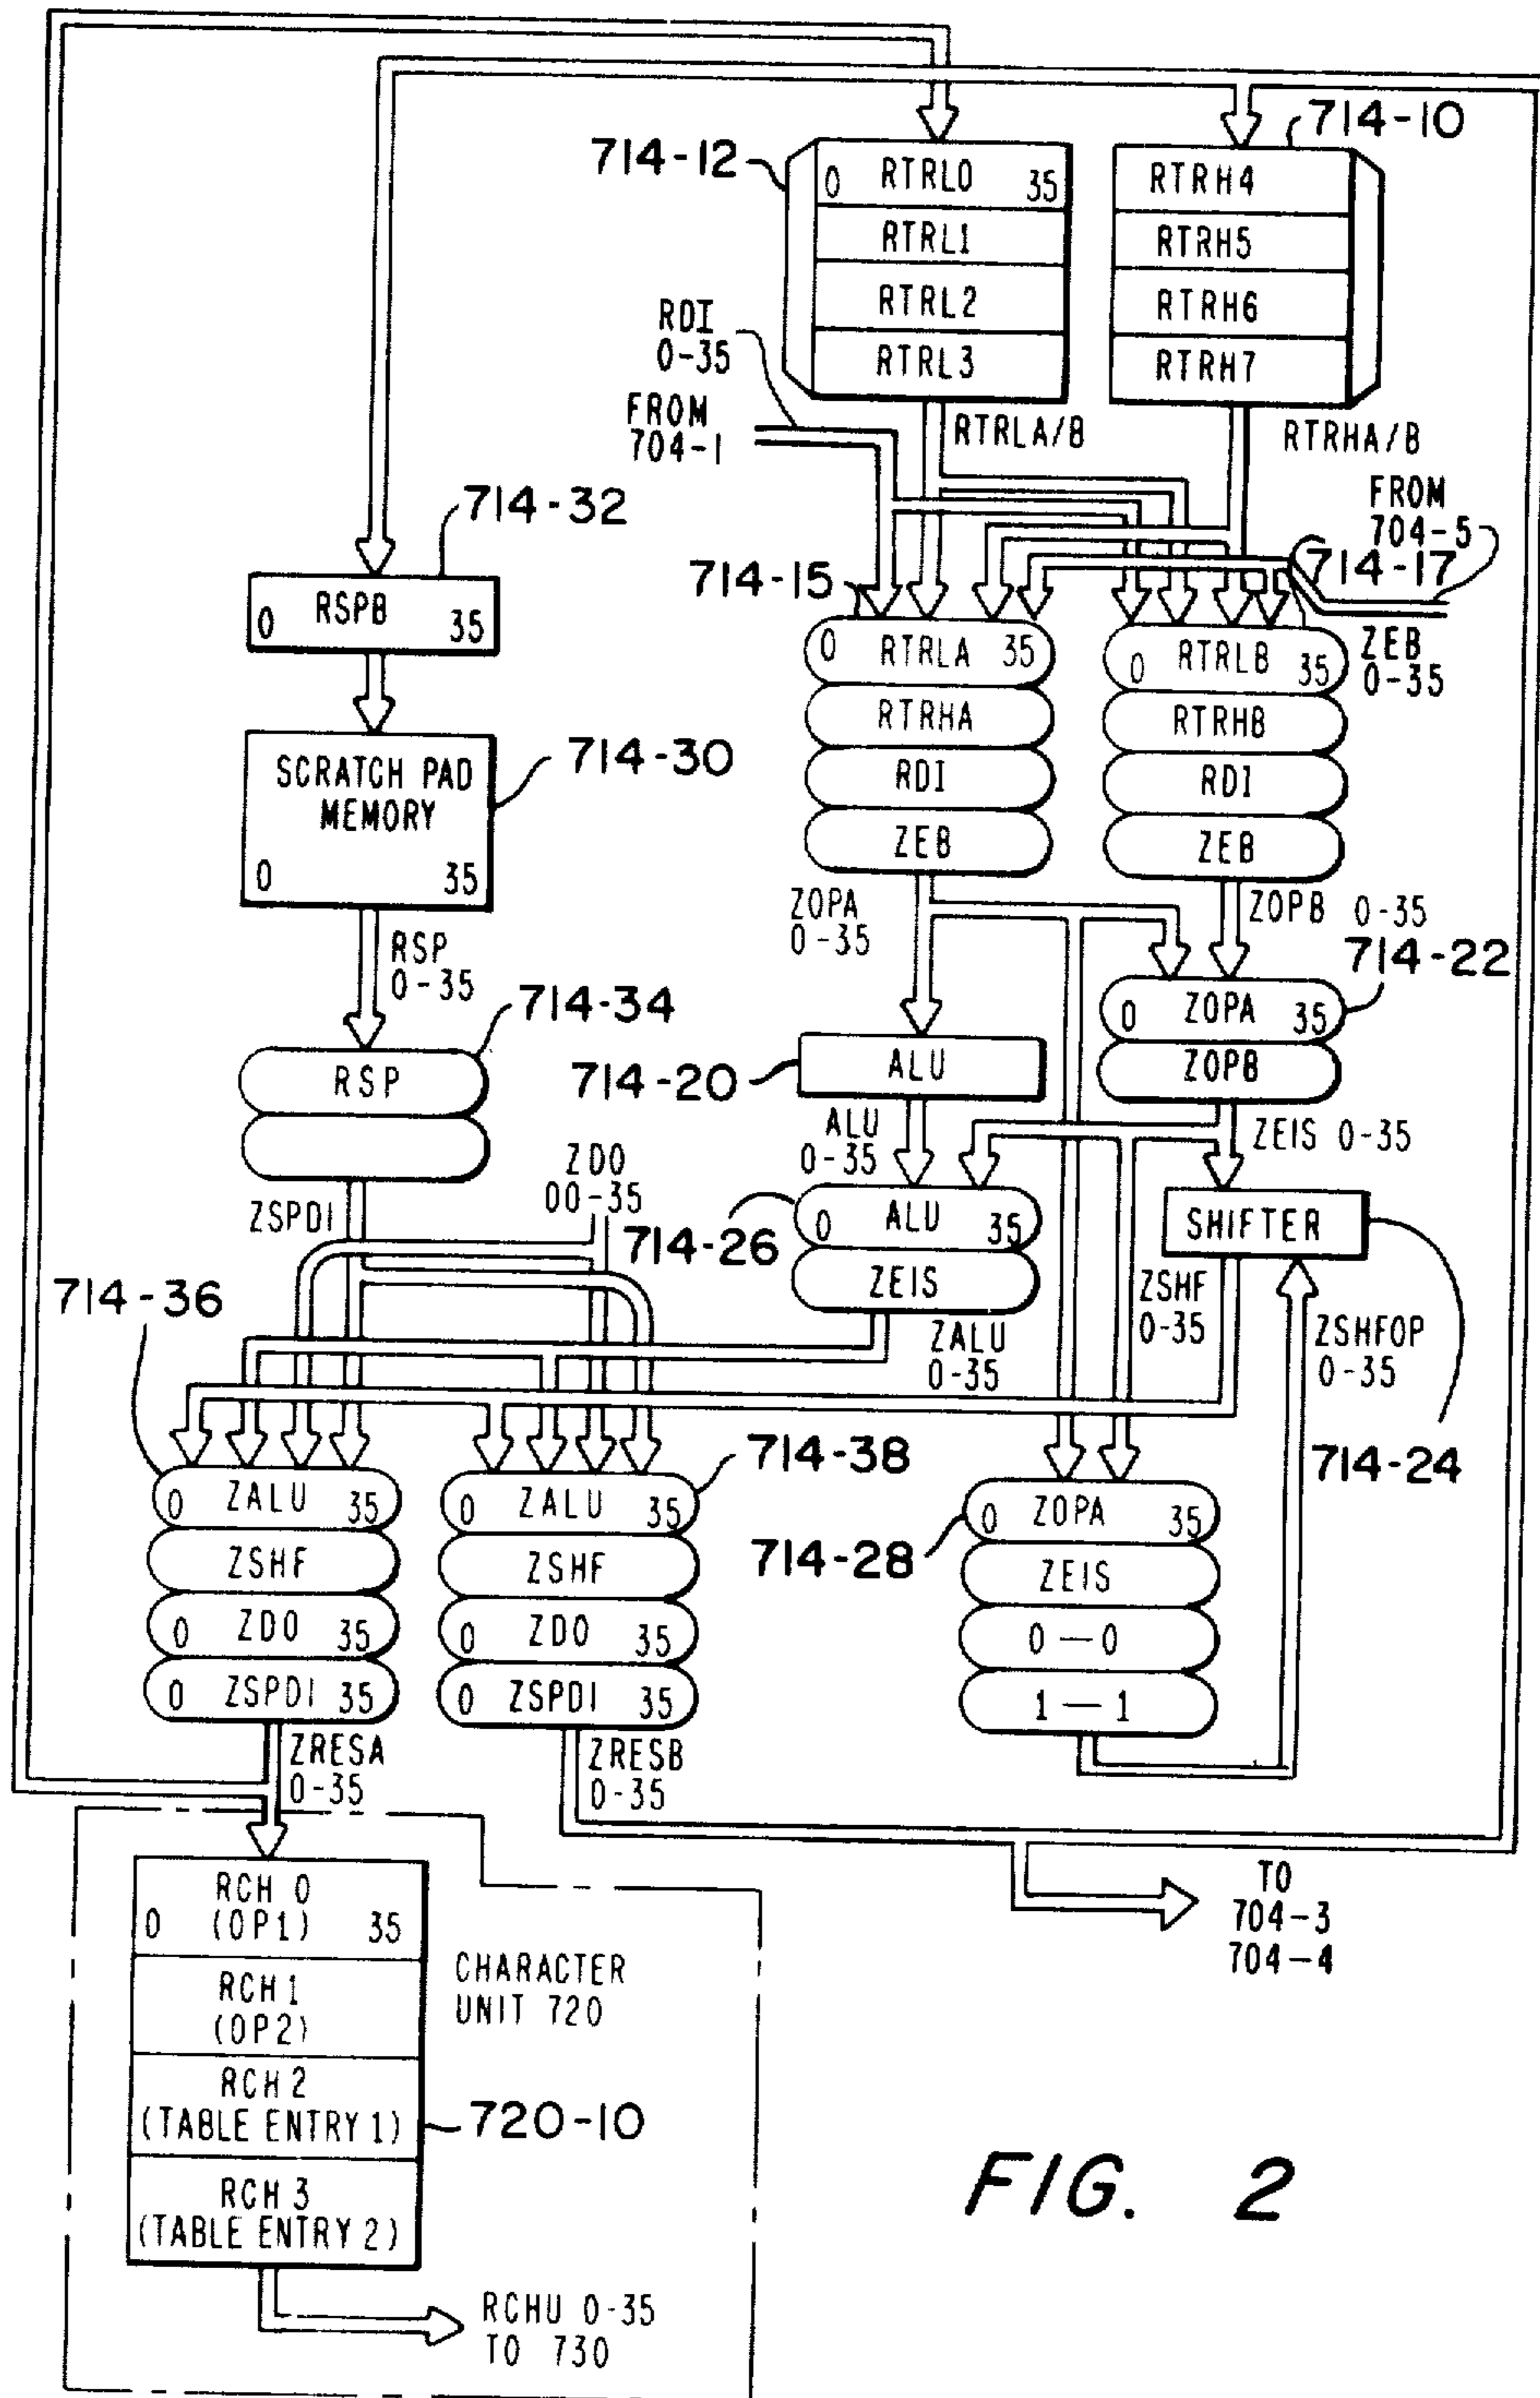 714-12
0 RTRL0 35
RTRL1
RTRL2
RTRL3
714-10
RTRH4
RTRH5
RTRH6
RTRH7
RDI
0-35
FROM
704-1
RTRLA/B
RTRHA/B
FROM
704-5
714-17
ZEB
0-35
714-32
0 RSPB 35
714-30
SCRATCH PAD
MEMORY
0 35
RSP
0-35
714-34
RSP
ZSPDI
714-15
0 RTRLA 35
RTRHA
RDI
ZEB
0 RTRLB 35
RTRHB
RDI
ZEB
ZOPA
0-35
ZOPB 0-35
714-22
0 ZOPA 35
ZOPB
714-20
ALU
ALU
0-35
ZEIS 0-35
ZDO
00-35
714-26
0 ALU 35
ZEIS
ZALU
0-35
SHIFTER
714-24
ZSHF
0-35
ZSHFOP
0-35
714-36
0 ZALU 35
ZSHF
0 ZDO 35
0 ZSPDI 35
714-38
0 ZALU 35
ZSHF
0 ZDO 35
0 ZSPDI 35
714-28
0 ZOPA 35
ZEIS
0 — 0
1 — 1
ZRESA
0-35
ZRESB
0-35
TO
704-3
704-4
RCH 0
0 (OP1) 35
RCH 1
(OP2)
RCH 2
(TABLE ENTRY 1)
RCH 3
(TABLE ENTRY 2)
CHARACTER
UNIT 720
720-10
RCHU 0-35
TO 730
FIG. 2